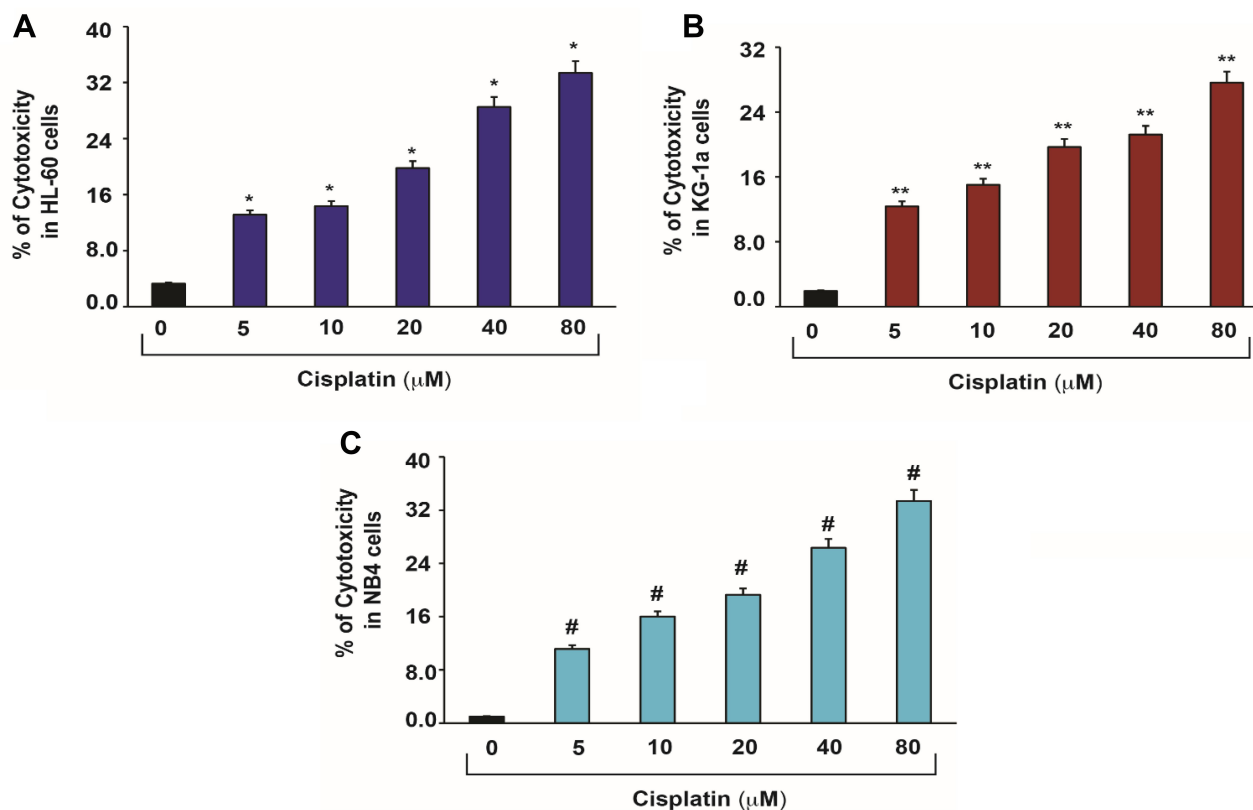 A
% of Cytotoxicity
in HL-60 cells
40
32
24
16
8.0
0.0
* * * * *
0 5 10 20 40 80
Cisplatin (μM)
B
% of Cytotoxicity
in KG-1a cells
32
24
16
8.0
0.0
** ** ** ** **
0 5 10 20 40 80
Cisplatin (μM)
C
% of Cytotoxicity
in NB4 cells
40
32
24
16
8.0
0.0
# # # # #
0 5 10 20 40 80
Cisplatin (μM)